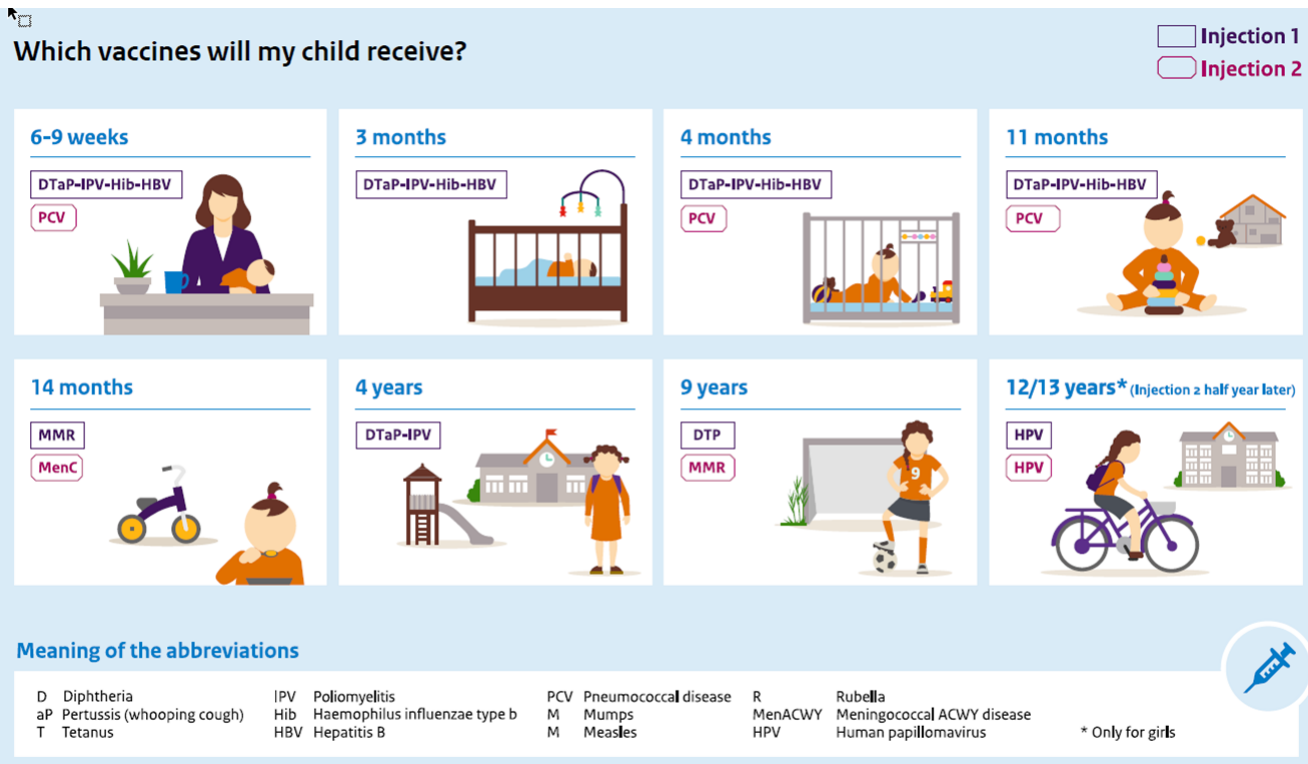 Which vaccines will my child receive?
Injection 1
Injection 2
6-9 weeks
DTaP-IPV-Hib-HBV
PCV
3 months
DTaP-IPV-Hib-HBV
4 months
DTaP-IPV-Hib-HBV
PCV
11 months
DTaP-IPV-Hib-HBV
PCV
14 months
MMR
MenC
4 years
DTaP-IPV
9 years
DTP
MMR
9
12/13 years* (Injection 2 half year later)
HPV
HPV
Meaning of the abbreviations
D Diphtheria
aP Pertussis (whooping cough)
T Tetanus
IPV Poliomyelitis
Hib Haemophilus influenzae type b
HBV Hepatitis B
PCV Pneumococcal disease
M Mumps
M Measles
R Rubella
MenACWY Meningococcal ACWY disease
HPV Human papillomavirus
* Only for girls